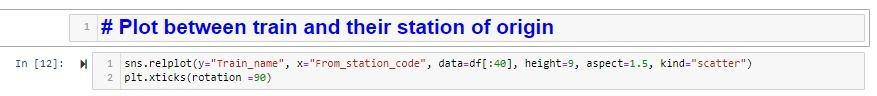 1 # Plot between train and their station of origin
In [12]:
1 sns.relplot(y="Train_name", x="From_station_code", data=df[:40], height=9, aspect=1.5, kind="scatter")
2 plt.xticks(rotation =90)